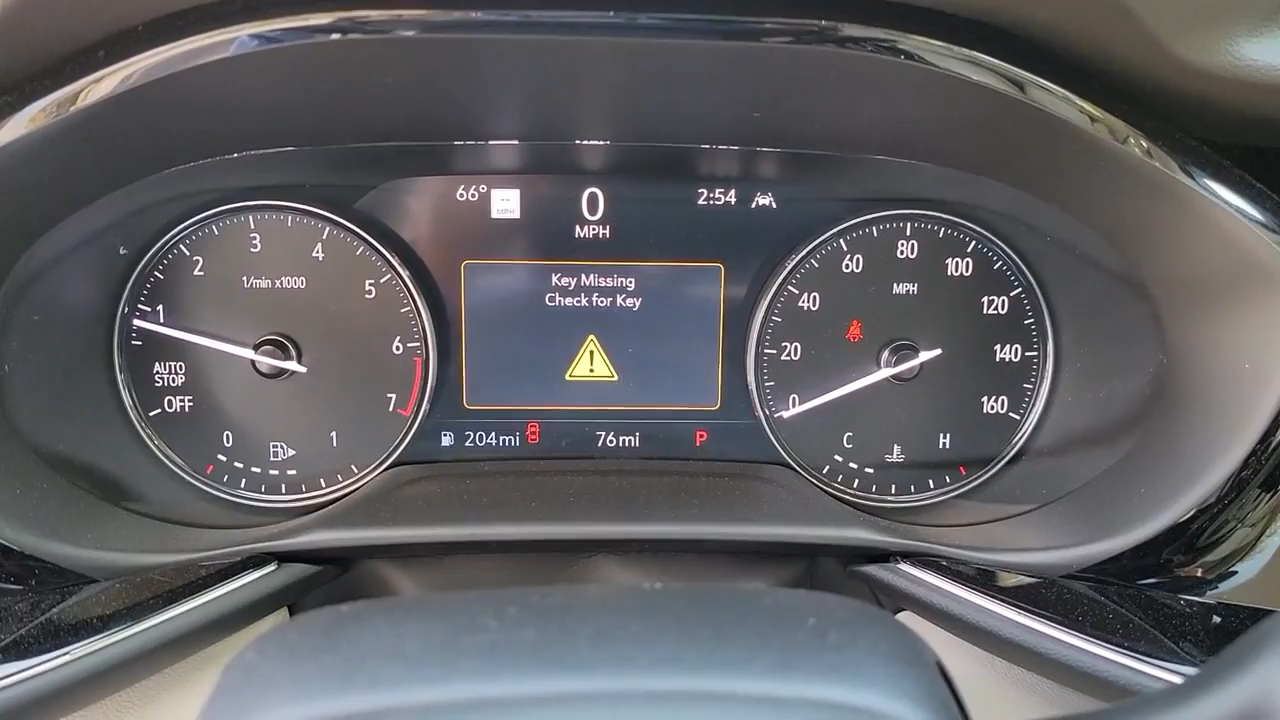 66°
-- MPH
0
MPH
2:54
Key Missing
Check for Key
204mi
76mi
P
1
2
3
4
5
6
7
1/min x1000
AUTO
STOP
OFF
0
1
0
20
40
60
80
100
120
140
160
MPH
C
H